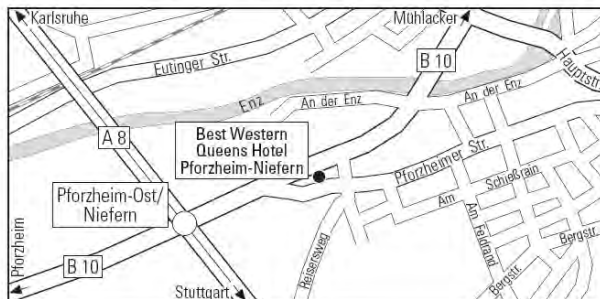 Karlsruhe
Mühlacker
Eutinger Str.
B 10
Hauptstr.
Enz
An der Enz
An der Enz
A 8
Best Western
Queens Hotel
Pforzheim-Niefern
Pforzheimer Str.
Schießrain
Am
Pforzheim-Ost/
Niefern
Reisersweg
Am Feldrand
Bergstr.
Bergstr.
Pforzheim
B 10
Stuttgart